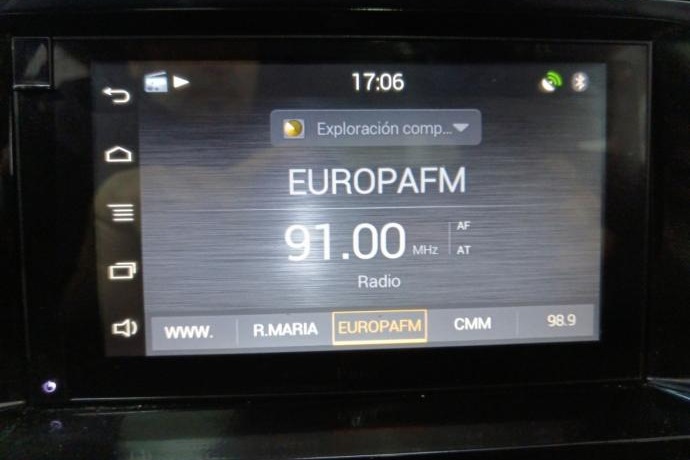 17:06
Exploración comp...
EUROPAFM
91.00 MHz AF
AT
Radio
WWW. R.MARIA EUROPAFM CMM 98.9